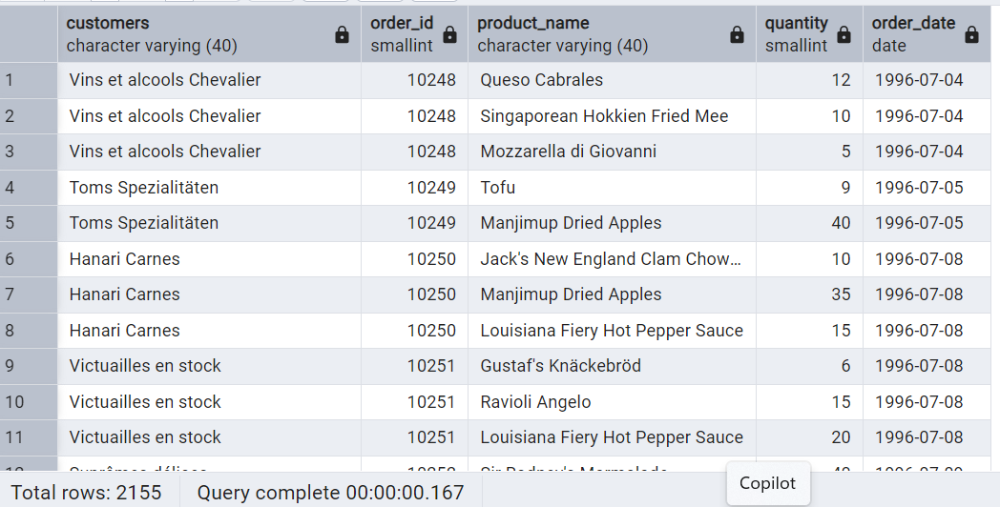 customers order_id product_name quantity order_date
character varying (40) smallint character varying (40) smallint date
1 Vins et alcools Chevalier 10248 Queso Cabrales 12 1996-07-04
2 Vins et alcools Chevalier 10248 Singaporean Hokkien Fried Mee 10 1996-07-04
3 Vins et alcools Chevalier 10248 Mozzarella di Giovanni 5 1996-07-04
4 Toms Spezialitäten 10249 Tofu 9 1996-07-05
5 Toms Spezialitäten 10249 Manjimup Dried Apples 40 1996-07-05
6 Hanari Carnes 10250 Jack's New England Clam Chow... 10 1996-07-08
7 Hanari Carnes 10250 Manjimup Dried Apples 35 1996-07-08
8 Hanari Carnes 10250 Louisiana Fiery Hot Pepper Sauce 15 1996-07-08
9 Victuailles en stock 10251 Gustaf's Knäckebröd 6 1996-07-08
10 Victuailles en stock 10251 Ravioli Angelo 15 1996-07-08
11 Victuailles en stock 10251 Louisiana Fiery Hot Pepper Sauce 20 1996-07-08
Total rows: 2155 Query complete 00:00:00.167
Copilot